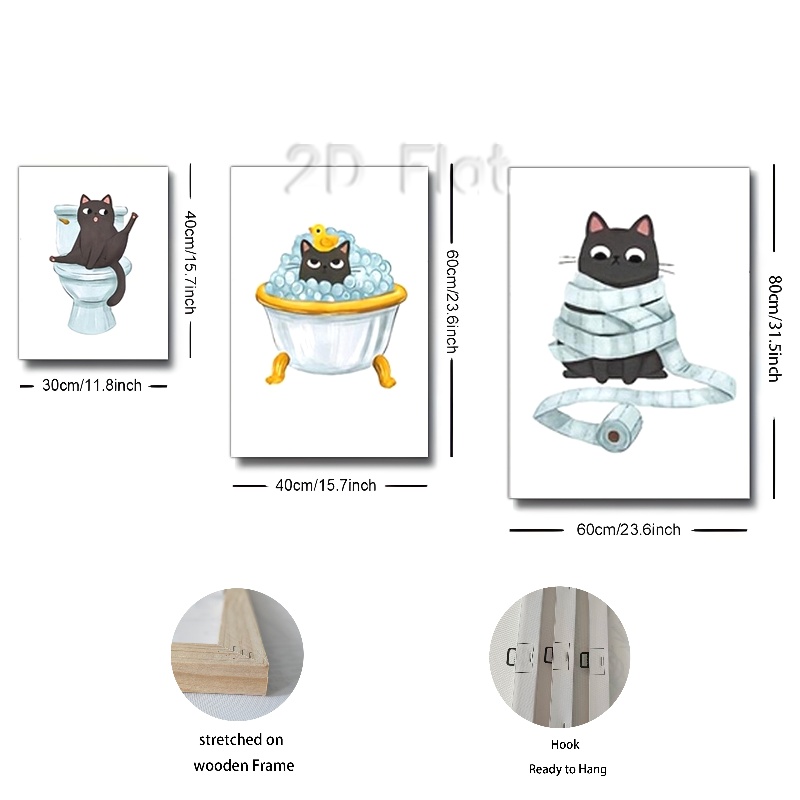 2D Flat
40cm/15.7inch
30cm/11.8inch
60cm/23.6inch
40cm/15.7inch
80cm/31.5inch
60cm/23.6inch
stretched on
wooden Frame
Hook
Ready to Hang